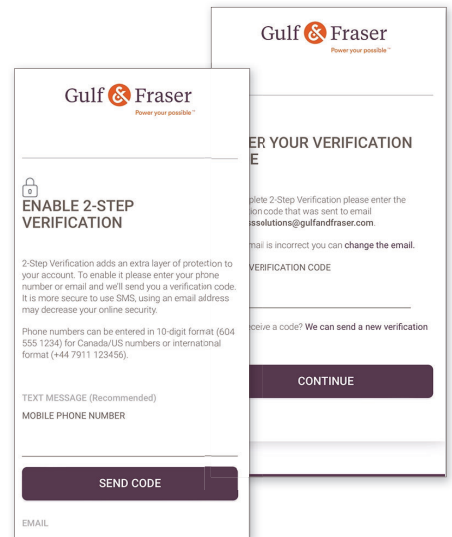 Gulf & Fraser
Power your possible™
ENABLE 2-STEP
VERIFICATION
2-Step Verification adds an extra layer of protection to
your account. To enable it please enter your phone
number or email and we'll send you a verification code.
It is more secure to use SMS, using an email address
may decrease your online security.
Phone numbers can be entered in 10-digit format (604
555 1234) for Canada/US numbers or international
format (+44 7911 123456).
TEXT MESSAGE (Recommended)
MOBILE PHONE NUMBER
SEND CODE
EMAIL
Gulf & Fraser
Power your possible™
ER YOUR VERIFICATION
E
plete 2-Step Verification please enter the
ion code that was sent to email
ssolutions@gulfandfraser.com.
mail is incorrect you can change the email.
VERIFICATION CODE
eceive a code? We can send a new verification
CONTINUE